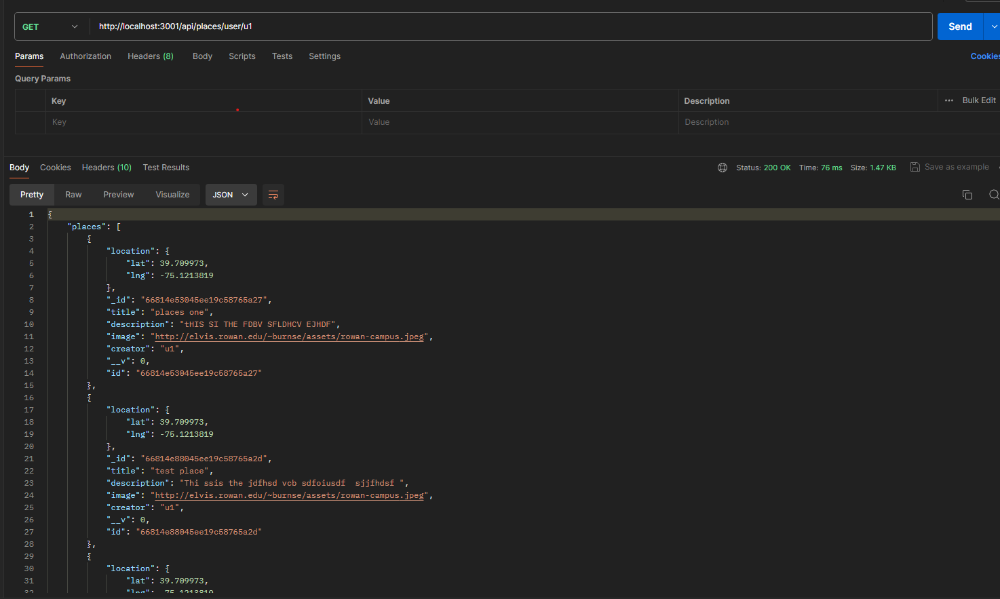 GET http://localhost:3001/api/places/user/u1 Send
Params Authorization Headers (8) Body Scripts Tests Settings Cookies
Query Params
Key Value Description Bulk Edit
Key Value Description
Body Cookies Headers (10) Test Results Status: 200 OK Time: 76 ms Size: 1.47 KB Save as example
Pretty Raw Preview Visualize JSON
1 {
2 "places": [
3 {
4 "location": {
5 "lat": 39.709973,
6 "lng": -75.1213819
7 },
8 "_id": "66814e53045ee19c58765a27",
9 "title": "places one",
10 "description": "tHIS SI THE FDBV SFLDHCV EJHDF",
11 "image": "http://elvis.rowan.edu/~burnse/assets/rowan-campus.jpeg",
12 "creator": "u1",
13 "__v": 0,
14 "id": "66814e53045ee19c58765a27"
15 },
16 {
17 "location": {
18 "lat": 39.709973,
19 "lng": -75.1213819
20 },
21 "_id": "66814e88045ee19c58765a2d",
22 "title": "test place",
23 "description": "Thi ssis the jdfhsd vcb sdfoiusdf  sjjfhdsf ",
24 "image": "http://elvis.rowan.edu/~burnse/assets/rowan-campus.jpeg",
25 "creator": "u1",
26 "__v": 0,
27 "id": "66814e88045ee19c58765a2d"
28 },
29 {
30 "location": {
31 "lat": 39.709973,
32 "lng": -75.1213819